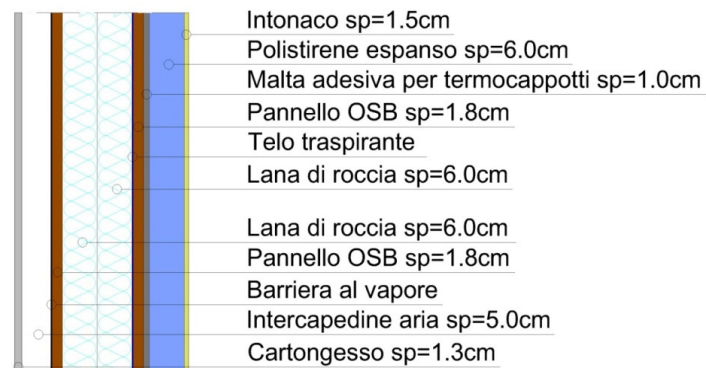 Intonaco sp=1.5cm
Polistirene espanso sp=6.0cm
Malta adesiva per termocappotti sp=1.0cm
Pannello OSB sp=1.8cm
Telo traspirante
Lana di roccia sp=6.0cm
Lana di roccia sp=6.0cm
Pannello OSB sp=1.8cm
Barriera al vapore
Intercapedine aria sp=5.0cm
Cartongesso sp=1.3cm